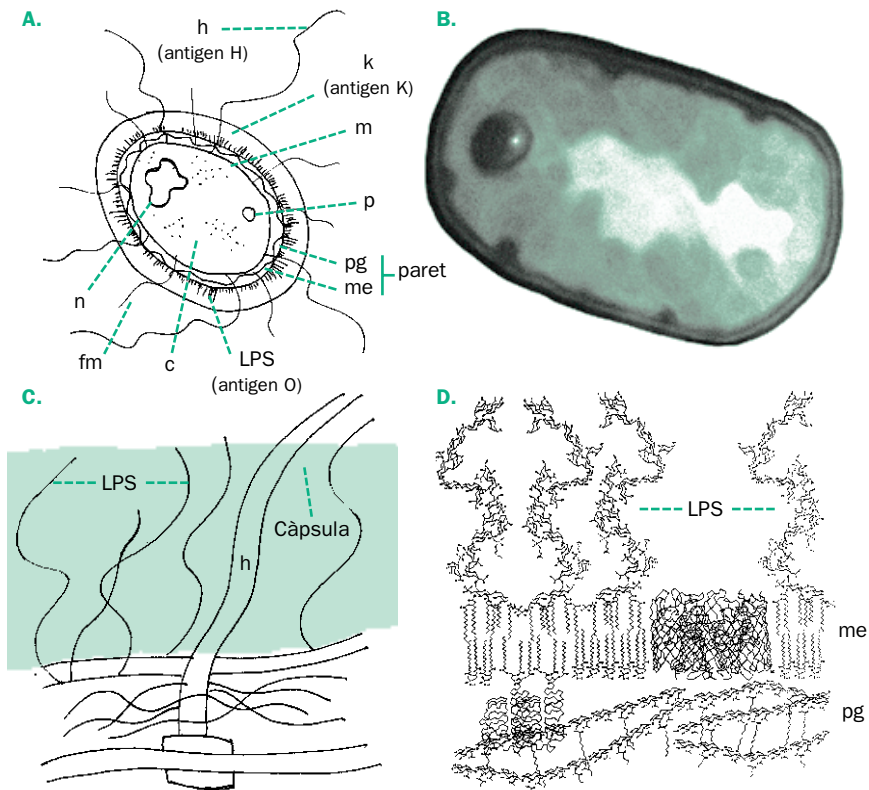 A.
h
(antigen H)
k
(antigen K)
m
p
pg
me
paret
n
fm
c
LPS
(antigen O)
B.
C.
LPS
Càpsula
h
D.
LPS
me
pg